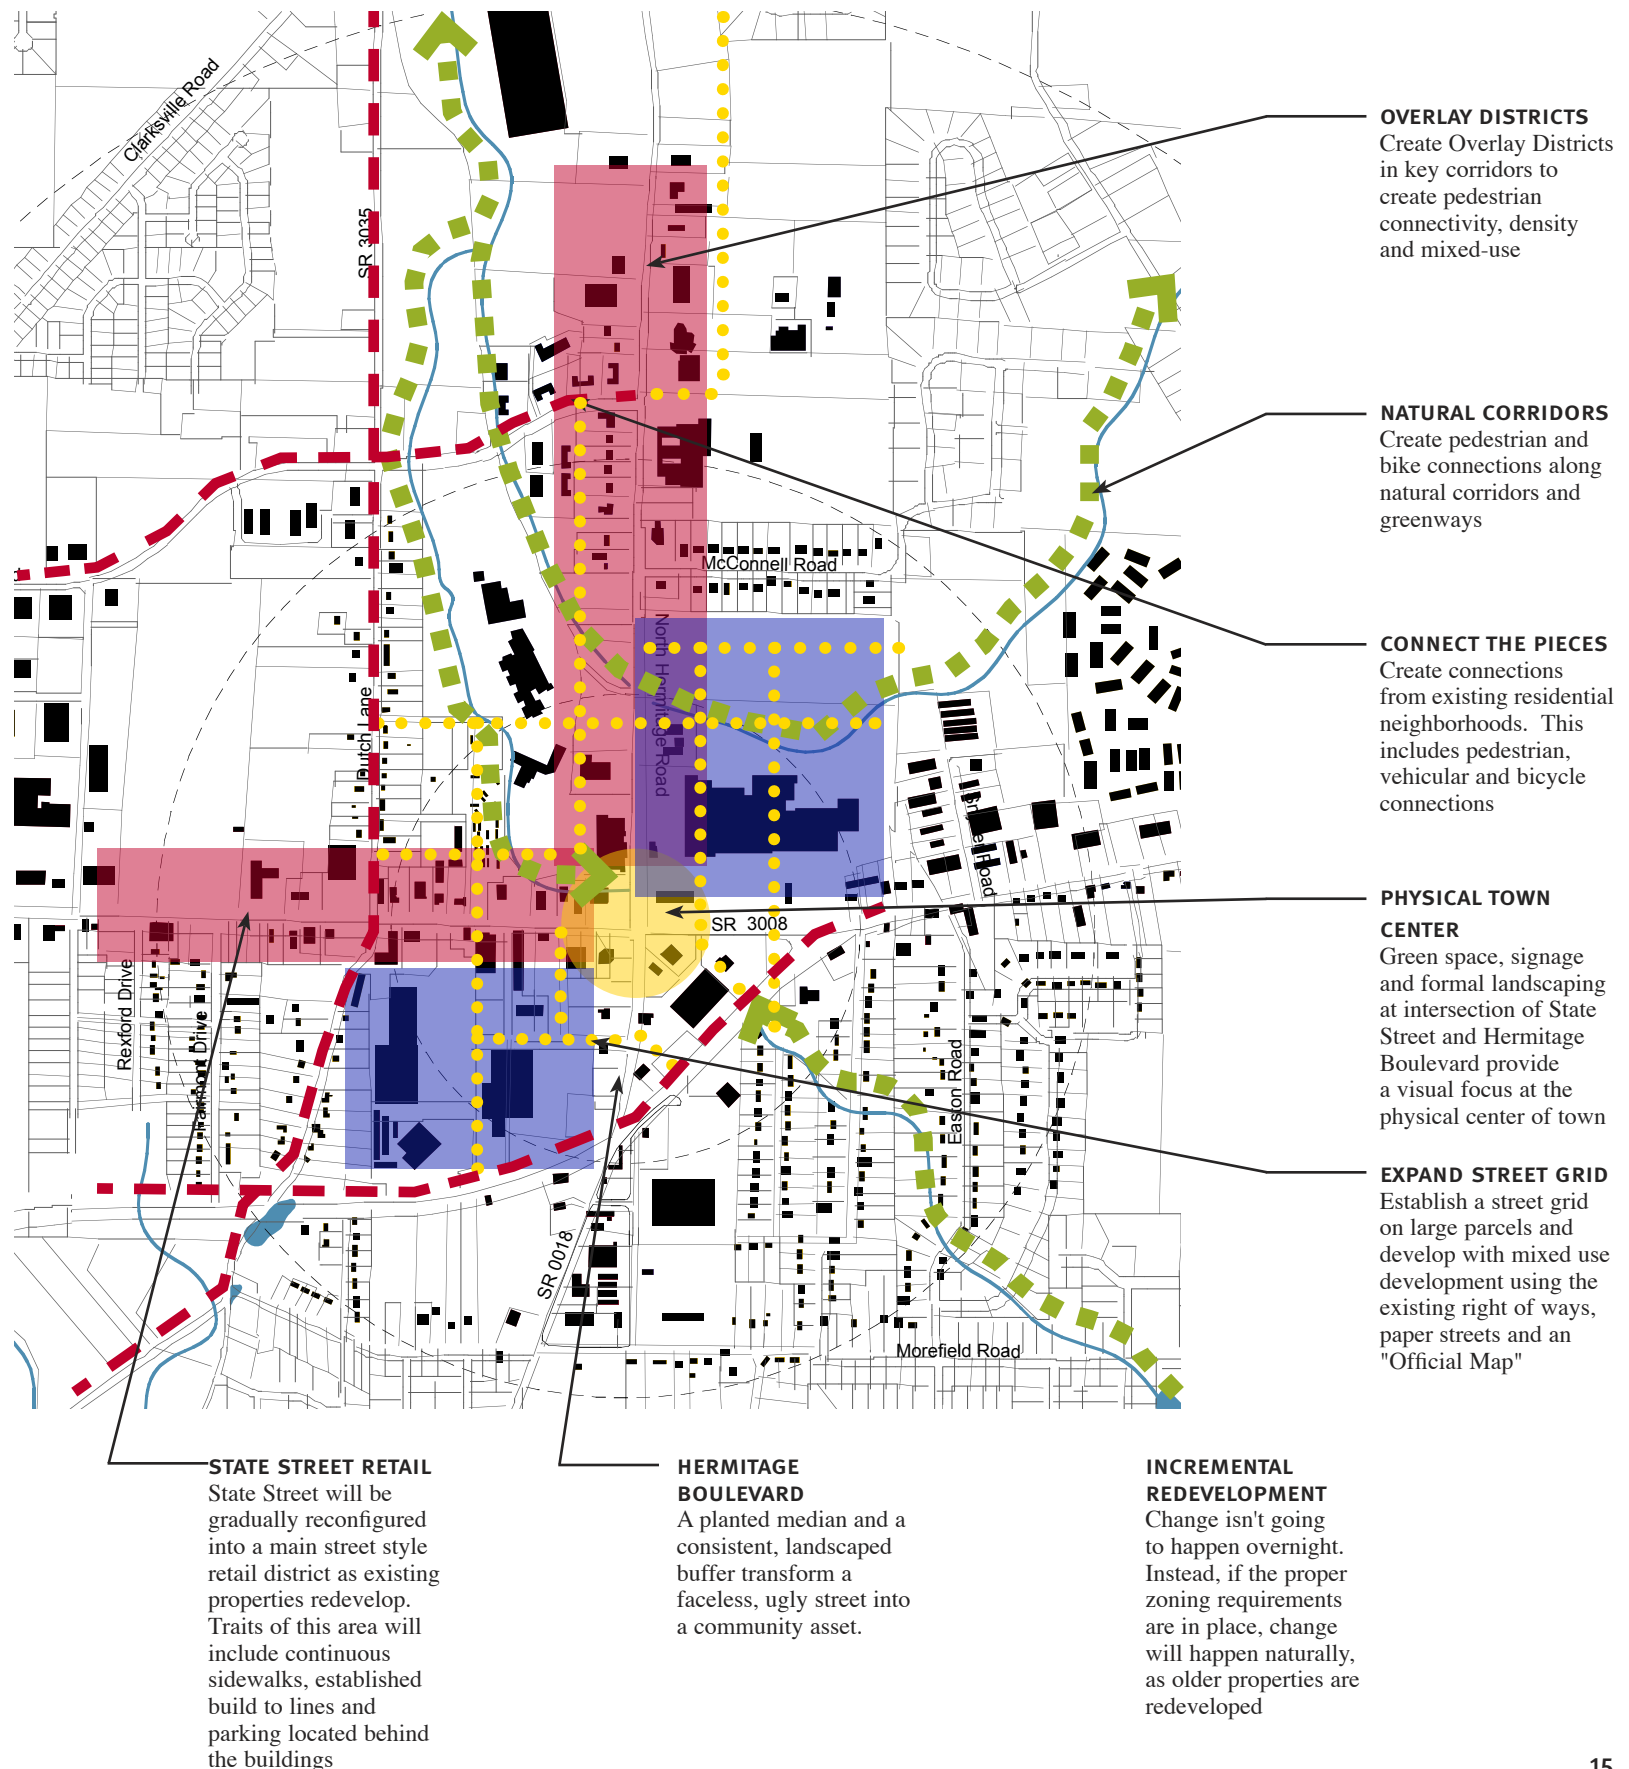 Clarksville Road
SR 3035
McConnell Road
North Hermitage Road
Dutch Lane
SR 3008
Rexford Drive
Fairmont Drive
Easton Road
SR 0018
Morefield Road
OVERLAY DISTRICTS
Create Overlay Districts
in key corridors to
create pedestrian
connectivity, density
and mixed-use
NATURAL CORRIDORS
Create pedestrian and
bike connections along
natural corridors and
greenways
CONNECT THE PIECES
Create connections
from existing residential
neighborhoods. This
includes pedestrian,
vehicular and bicycle
connections
PHYSICAL TOWN
CENTER
Green space, signage
and formal landscaping
at intersection of State
Street and Hermitage
Boulevard provide
a visual focus at the
physical center of town
EXPAND STREET GRID
Establish a street grid
on large parcels and
develop with mixed use
development using the
existing right of ways,
paper streets and an
"Official Map"
STATE STREET RETAIL
State Street will be
gradually reconfigured
into a main street style
retail district as existing
properties redevelop.
Traits of this area will
include continuous
sidewalks, established
build to lines and
parking located behind
the buildings
HERMITAGE
BOULEVARD
A planted median and a
consistent, landscaped
buffer transform a
faceless, ugly street into
a community asset.
INCREMENTAL
REDEVELOPMENT
Change isn't going
to happen overnight.
Instead, if the proper
zoning requirements
are in place, change
will happen naturally,
as older properties are
redeveloped
15